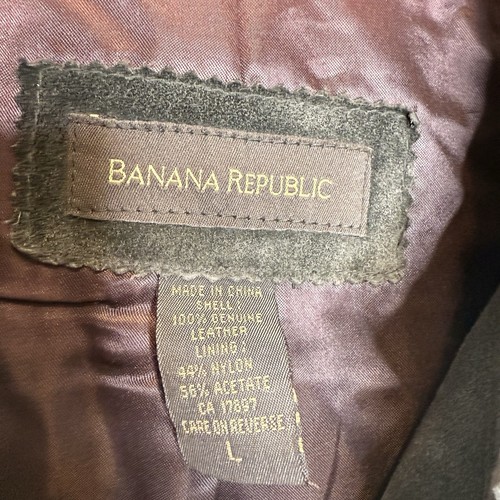 BANANA REPUBLIC
MADE IN CHINA
SHELL
100% GENUINE
LEATHER
LINING:
44% NYLON
56% ACETATE
CA 17897
CARE ON REVERSE
L